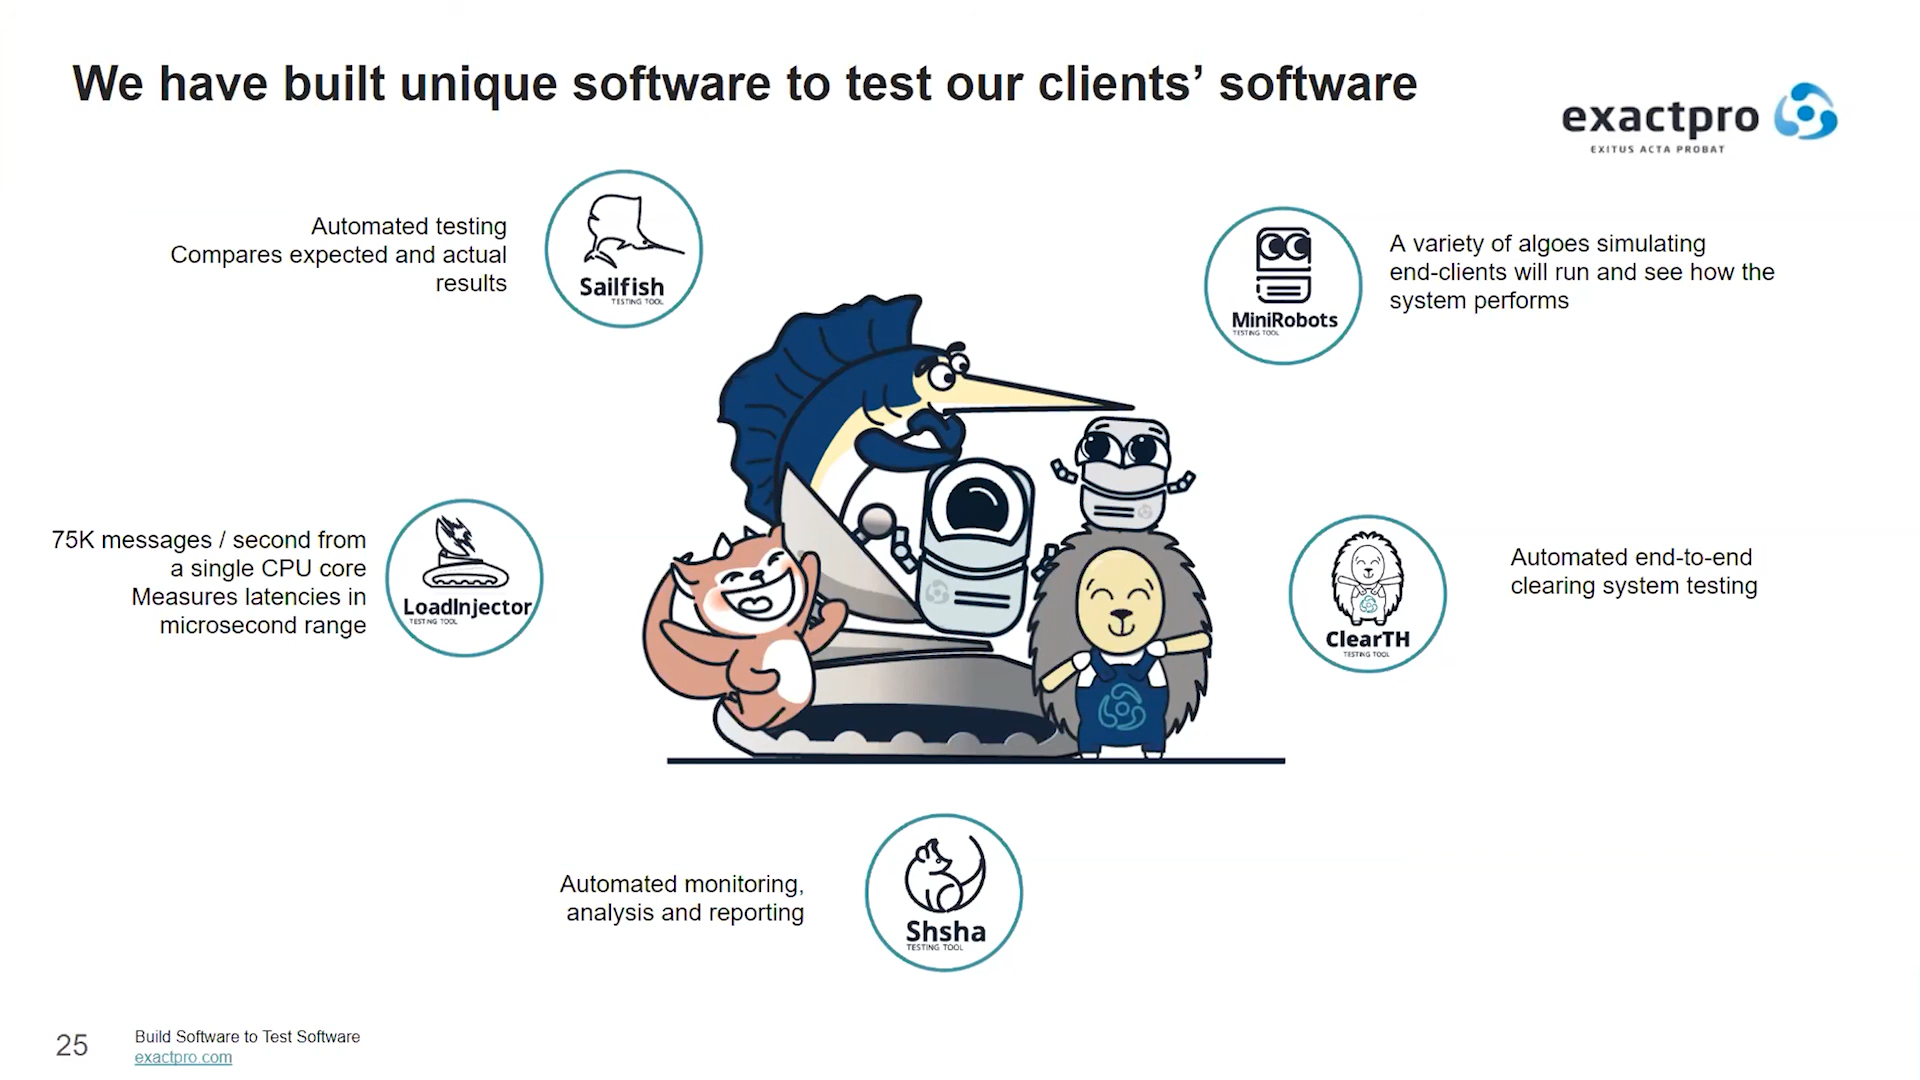 We have built unique software to test our clients’ software
exactpro
EXITUS ACTA PROBAT
Automated testing
Compares expected and actual
results
Sailfish
TESTING TOOL
MiniRobots
TESTING TOOL
A variety of algoes simulating
end-clients will run and see how the
system performs
75K messages / second from
a single CPU core
Measures latencies in
microsecond range
LoadInjector
TESTING TOOL
ClearTH
TESTING TOOL
Automated end-to-end
clearing system testing
Automated monitoring,
analysis and reporting
Shsha
TESTING TOOL
25
Build Software to Test Software
exactpro.com